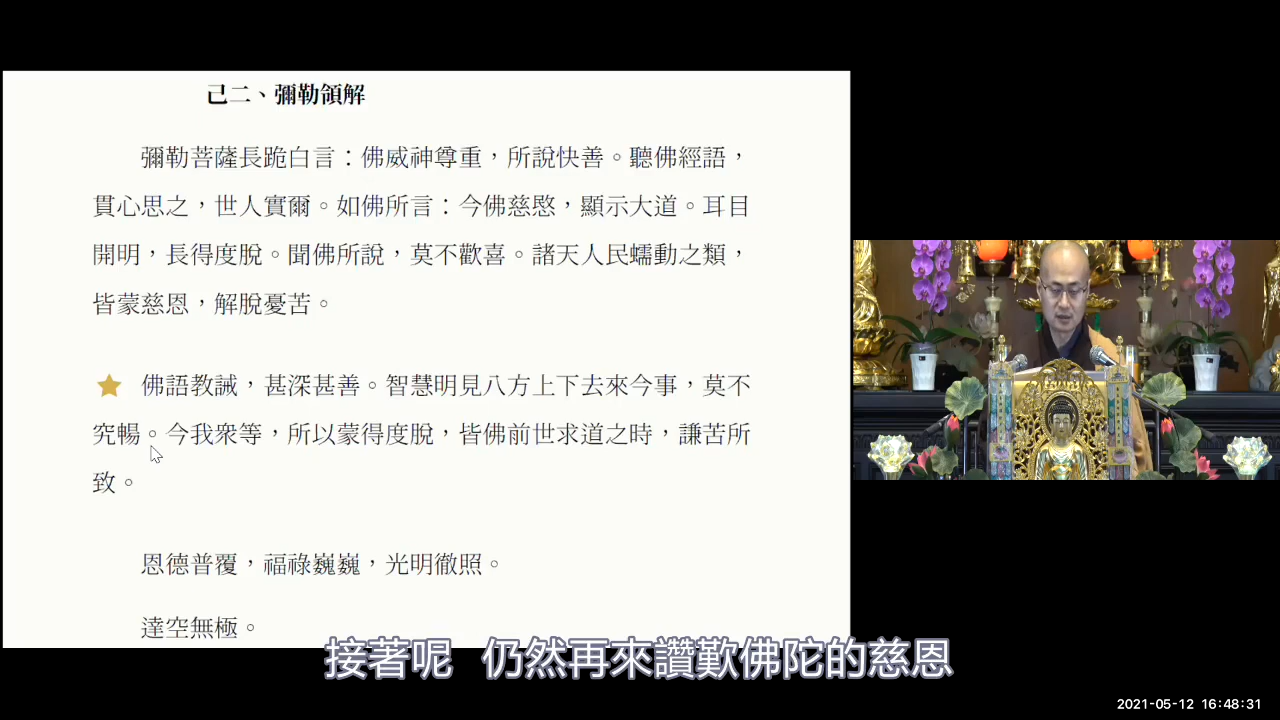 己二、彌勒領解
彌勒菩薩長跪白言：佛威神尊重，所說快善。聽佛經語，
貫心思之，世人實爾。如佛所言：今佛慈愍，顯示大道。耳目
開明，長得度脫。聞佛所說，莫不歡喜。諸天人民蠕動之類，
皆蒙慈恩，解脫憂苦。
佛語教誡，甚深甚善。智慧明見八方上下去來今事，莫不
究暢。今我衆等，所以蒙得度脫，皆佛前世求道之時，謙苦所
致。
恩德普覆，福祿巍巍，光明徹照。
達空無極。
接著呢 仍然再來讚歎佛陀的慈恩
2021-05-12 16:48:31